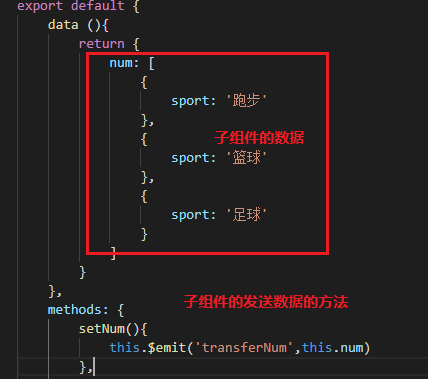 export default {
data (){
return {
num: [
{
sport: '跑步'
},
{
子组件的数据
sport: '篮球'
},
{
sport: '足球'
}
]
}
},
methods: {
子组件的发送数据的方法
setNum(){
this.$emit('transferNum',this.num)
},